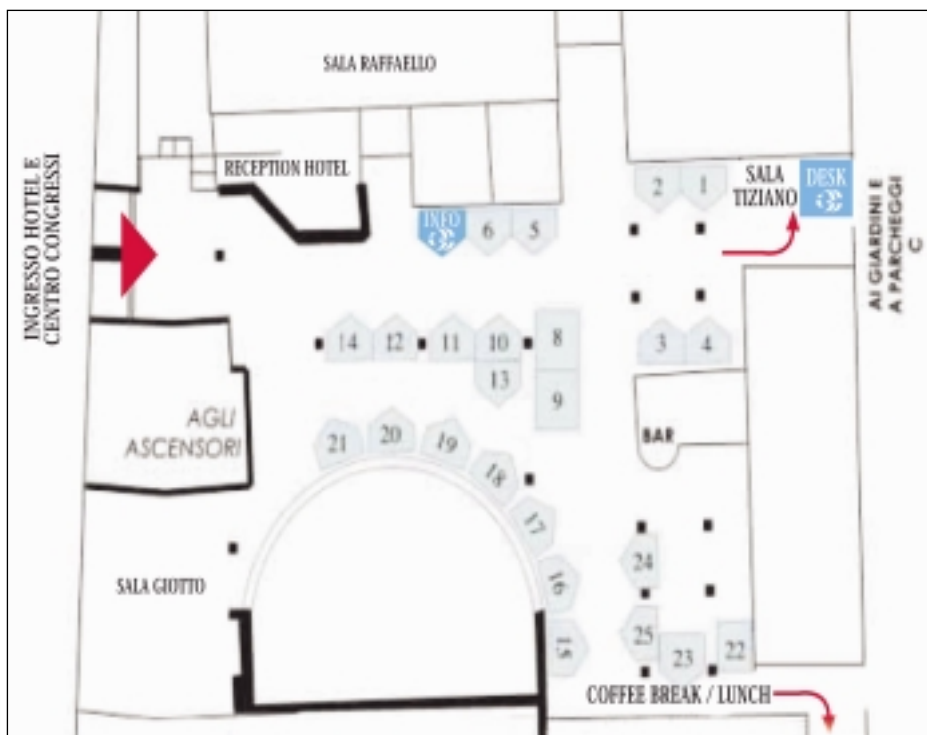 SALA RAFFAELLO
RECEPTION HOTEL
INGRESSO HOTEL E
CENTRO CONGRESSI
INFO
6
5
2
1
SALA
TIZIANO
DESK
AI GIARDINI E
A PARCHEGGI
C
14
12
11
10
13
8
9
3
4
BAR
AGLI
ASCENSORI
21
20
19
18
17
16
15
SALA GIOTTO
24
25
23
22
COFFEE BREAK / LUNCH